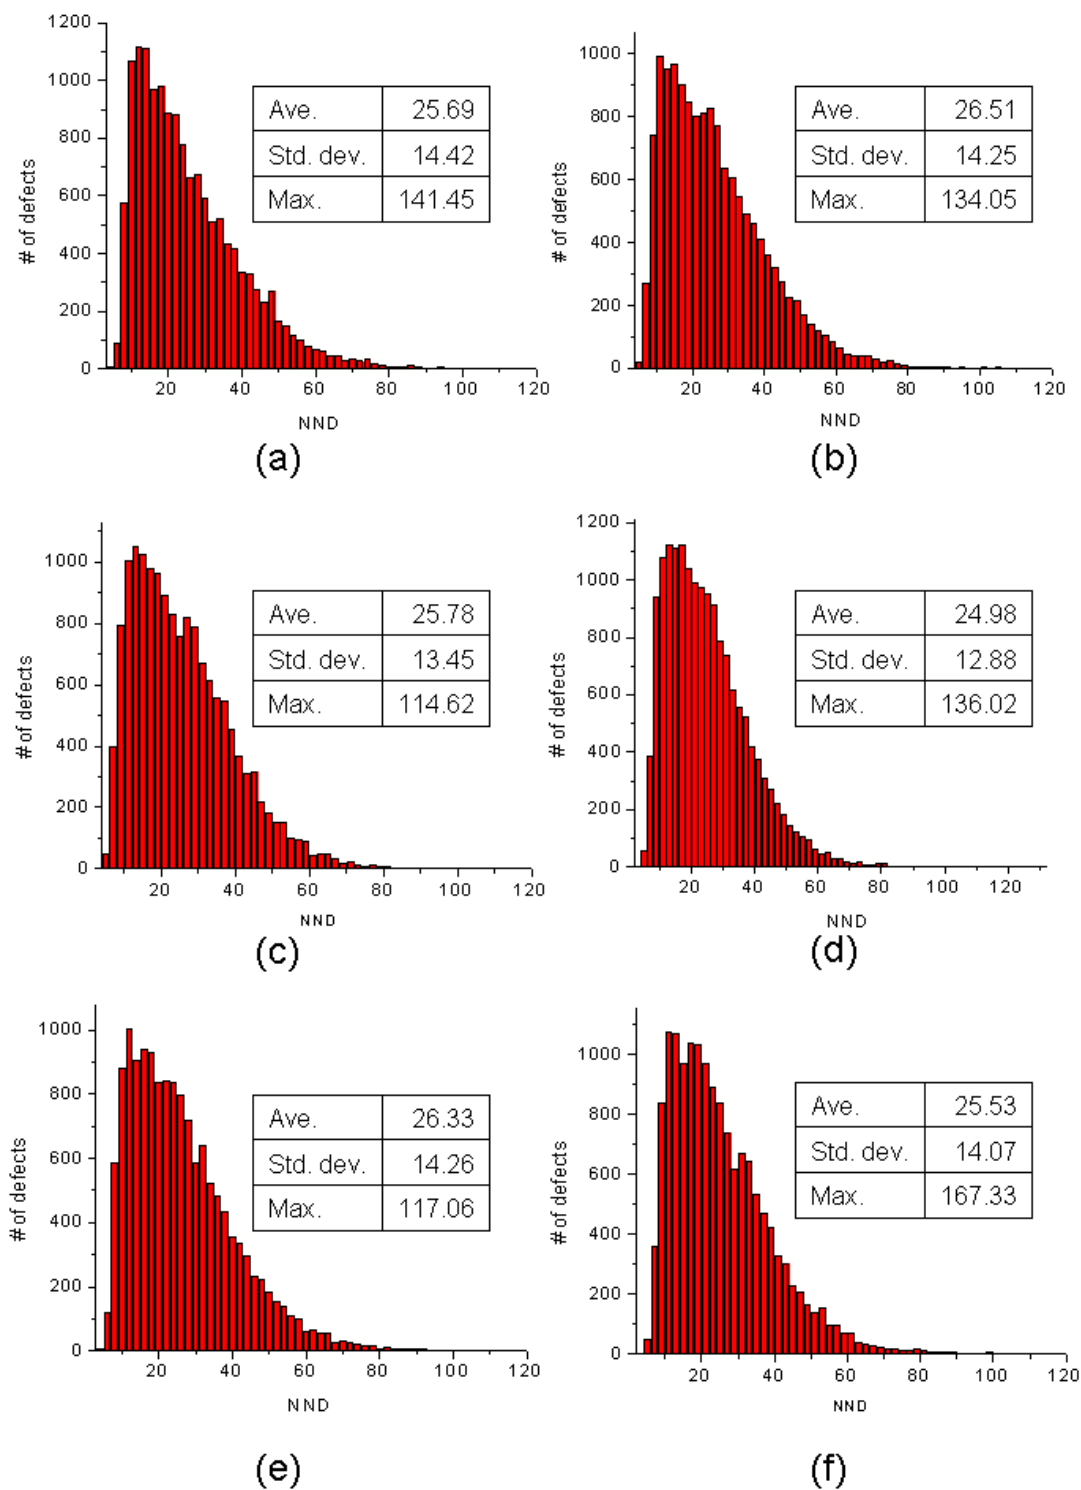 1200
1000
800
600
400
200
0
# of defects
Ave. 25.69
Std. dev. 14.42
Max. 141.45
20 40 60 80 100 120
NND
(a)
1000
800
600
400
200
0
# of defects
Ave. 26.51
Std. dev. 14.25
Max. 134.05
20 40 60 80 100 120
NND
(b)
1000
800
600
400
200
0
# of defects
Ave. 25.78
Std. dev. 13.45
Max. 114.62
20 40 60 80 100 120
NND
(c)
1200
1000
800
600
400
200
0
# of defects
Ave. 24.98
Std. dev. 12.88
Max. 136.02
20 40 60 80 100 120
NND
(d)
1000
800
600
400
200
0
# of defects
Ave. 26.33
Std. dev. 14.26
Max. 117.06
20 40 60 80 100 120
NND
(e)
1000
800
600
400
200
0
# of defects
Ave. 25.53
Std. dev. 14.07
Max. 167.33
20 40 60 80 100 120
NND
(f)